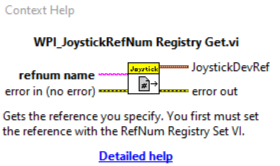 Context Help
WPI_JoystickRefNum Registry Get.vi
refnum name
Joystick
JoystickDevRef
error in (no error)
#
error out
Gets the reference you specify. You first must set
the reference with the RefNum Registry Set VI.
Detailed help